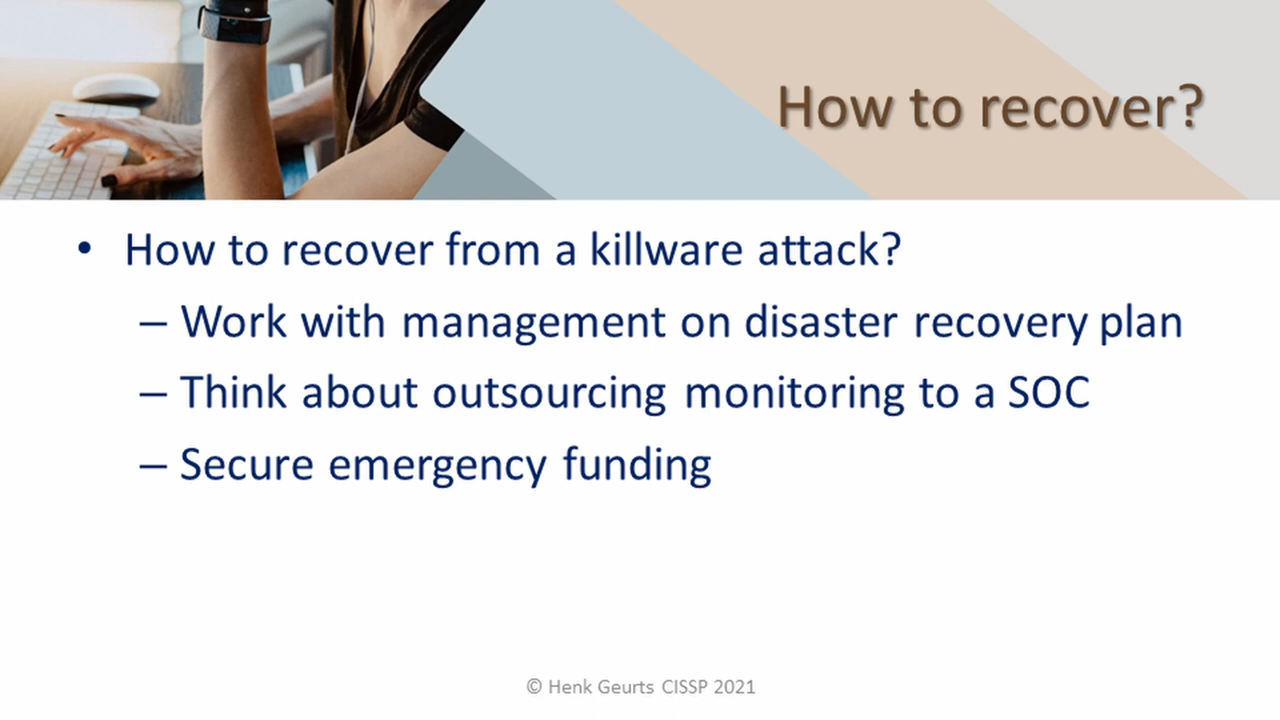 How to recover?
• How to recover from a killware attack?
– Work with management on disaster recovery plan
– Think about outsourcing monitoring to a SOC
– Secure emergency funding
© Henk Geurts CISSP 2021